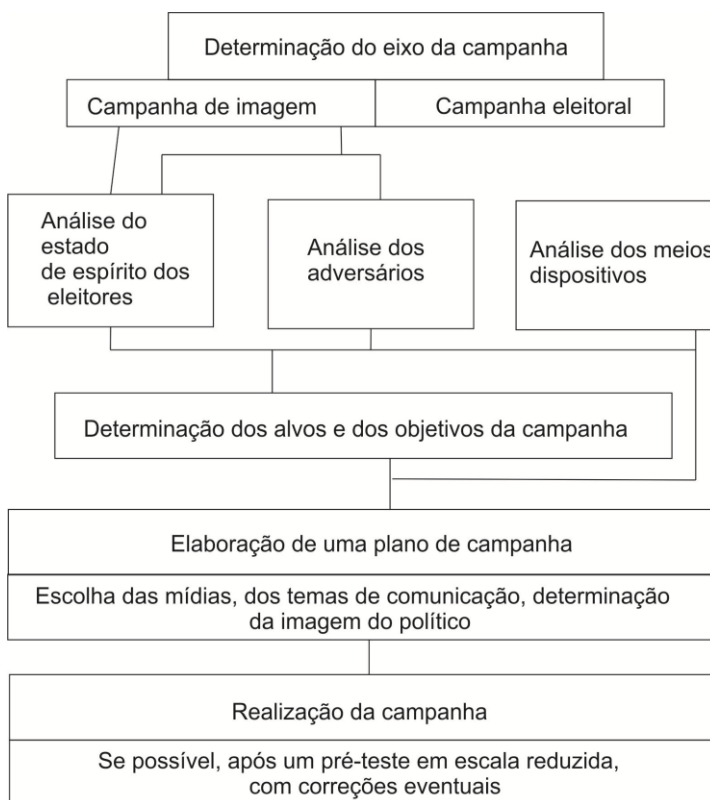 Determinação do eixo da campanha
Campanha de imagem
Campanha eleitoral
Análise do
estado
de espírito dos
eleitores
Análise dos
adversários
Análise dos meios
dispositivos
Determinação dos alvos e dos objetivos da campanha
Elaboração de uma plano de campanha
Escolha das mídias, dos temas de comunicação, determinação
da imagem do político
Realização da campanha
Se possível, após um pré-teste em escala reduzida,
com correções eventuais